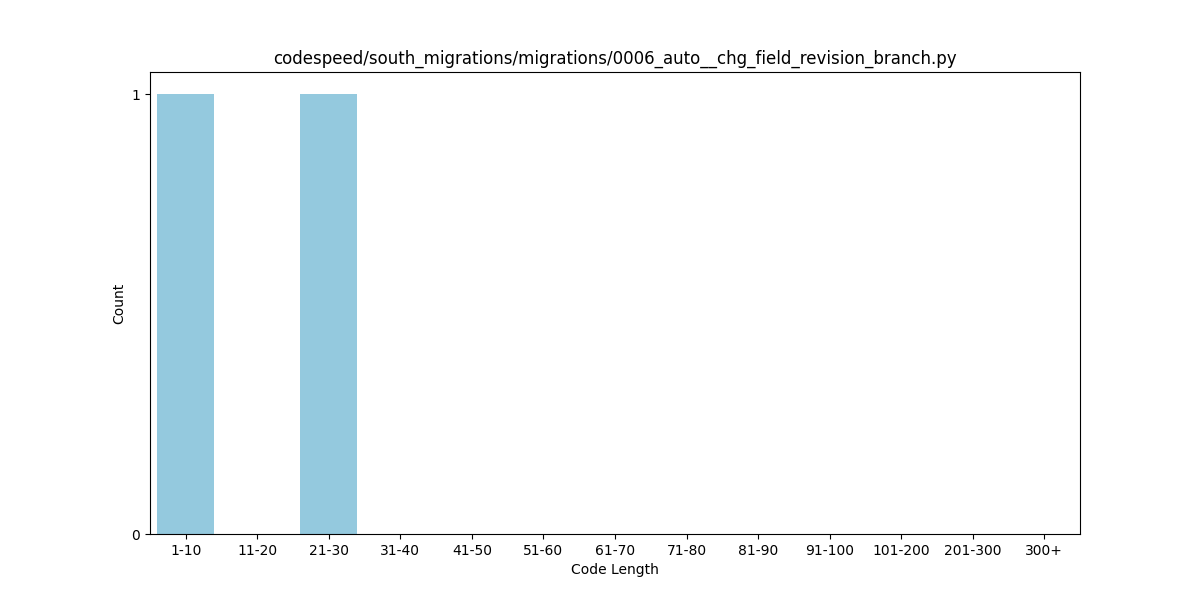 codespeed/south_migrations/migrations/0006_auto__chg_field_revision_branch.py
1
Count
0
1-10 11-20 21-30 31-40 41-50 51-60 61-70 71-80 81-90 91-100 101-200 201-300 300+
Code Length